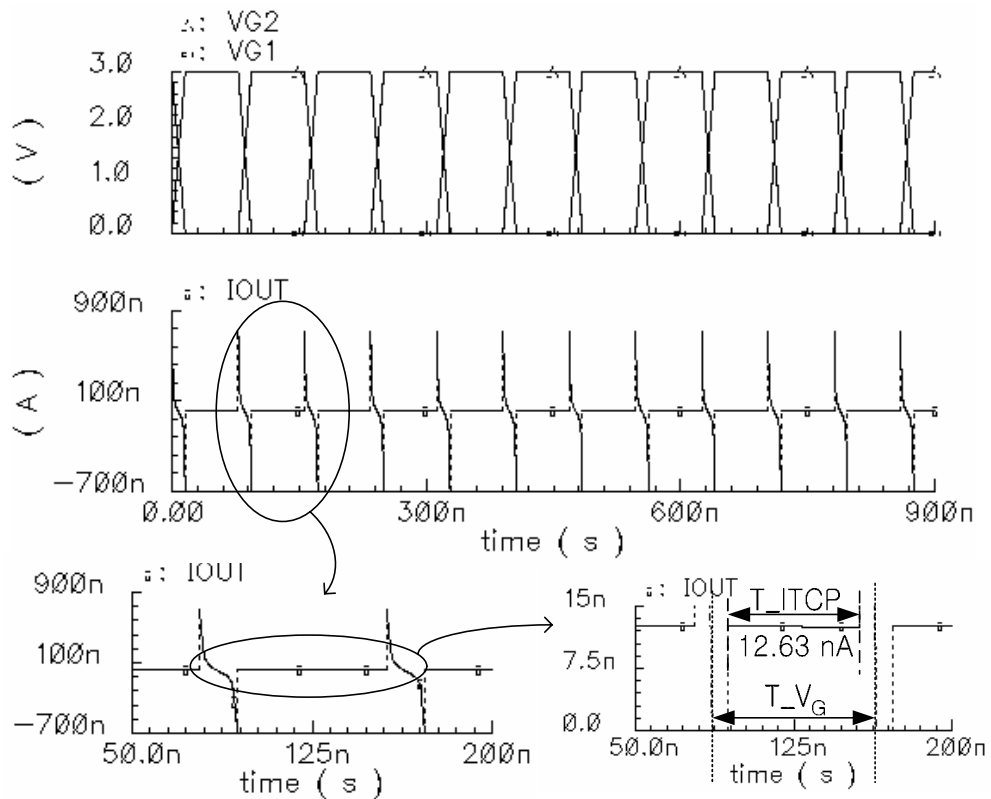 VG2
VG1
3.0
2.0
1.0
0.0
( V )
: IOUT
900n
100n
-700n
( A )
0.00 300n 600n 900n
time ( s )
: IOUT
900n
100n
-700n
50.0n 125n 200n
time ( s )
: IOUT
15n
7.5n
0.0
T_ITCP
12.63 nA
T_VG
50.0n 125n 200n
time ( s )